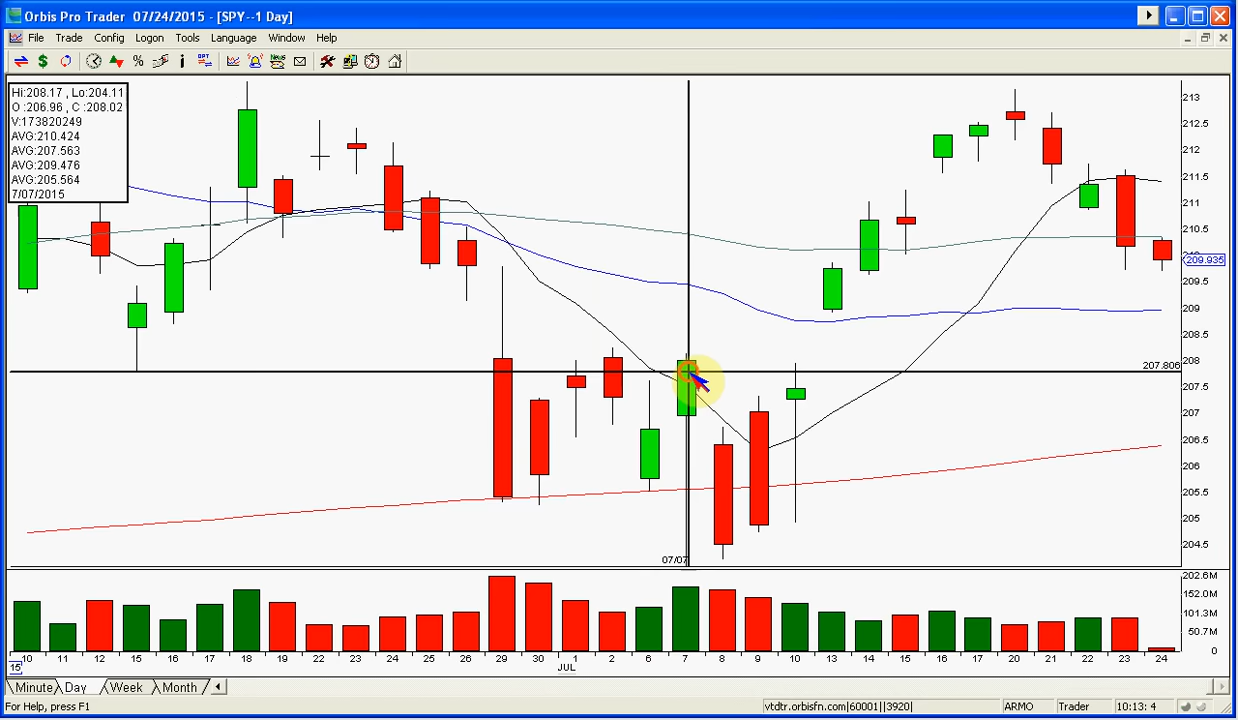 Orbis Pro Trader 07/24/2015 - [SPY--1 Day]
File Trade Config Logon Tools Language Window Help
Hi:208.17 , Lo:204.11
O :206.96 , C :208.02
V:173820249
AVG:210.424
AVG:207.563
AVG:209.476
AVG:205.564
7/07/2015
213
212.5
212
211.5
211
210.5
209.935
209.5
209
208.5
208
207.806
207.5
207
206.5
206
205.5
205
204.5
07/07
202.6M
152.0M
101.3M
50.7M
0
10 11 12 15 16 17 18 19 22 23 24 25 26 29 30 1 2 6 7 8 9 10 13 14 15 16 17 20 21 22 23 24
15 JUL
Minute Day Week Month
For Help, press F1 vtdtr.orbisfn.com|60001||3920| ARMO Trader 10:13: 4